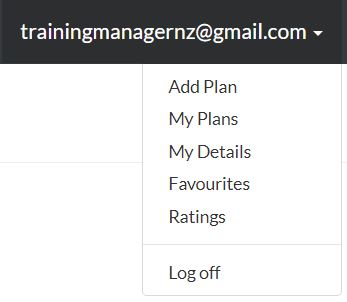 trainingmanagernz@gmail.com
Add Plan
My Plans
My Details
Favourites
Ratings
Log off